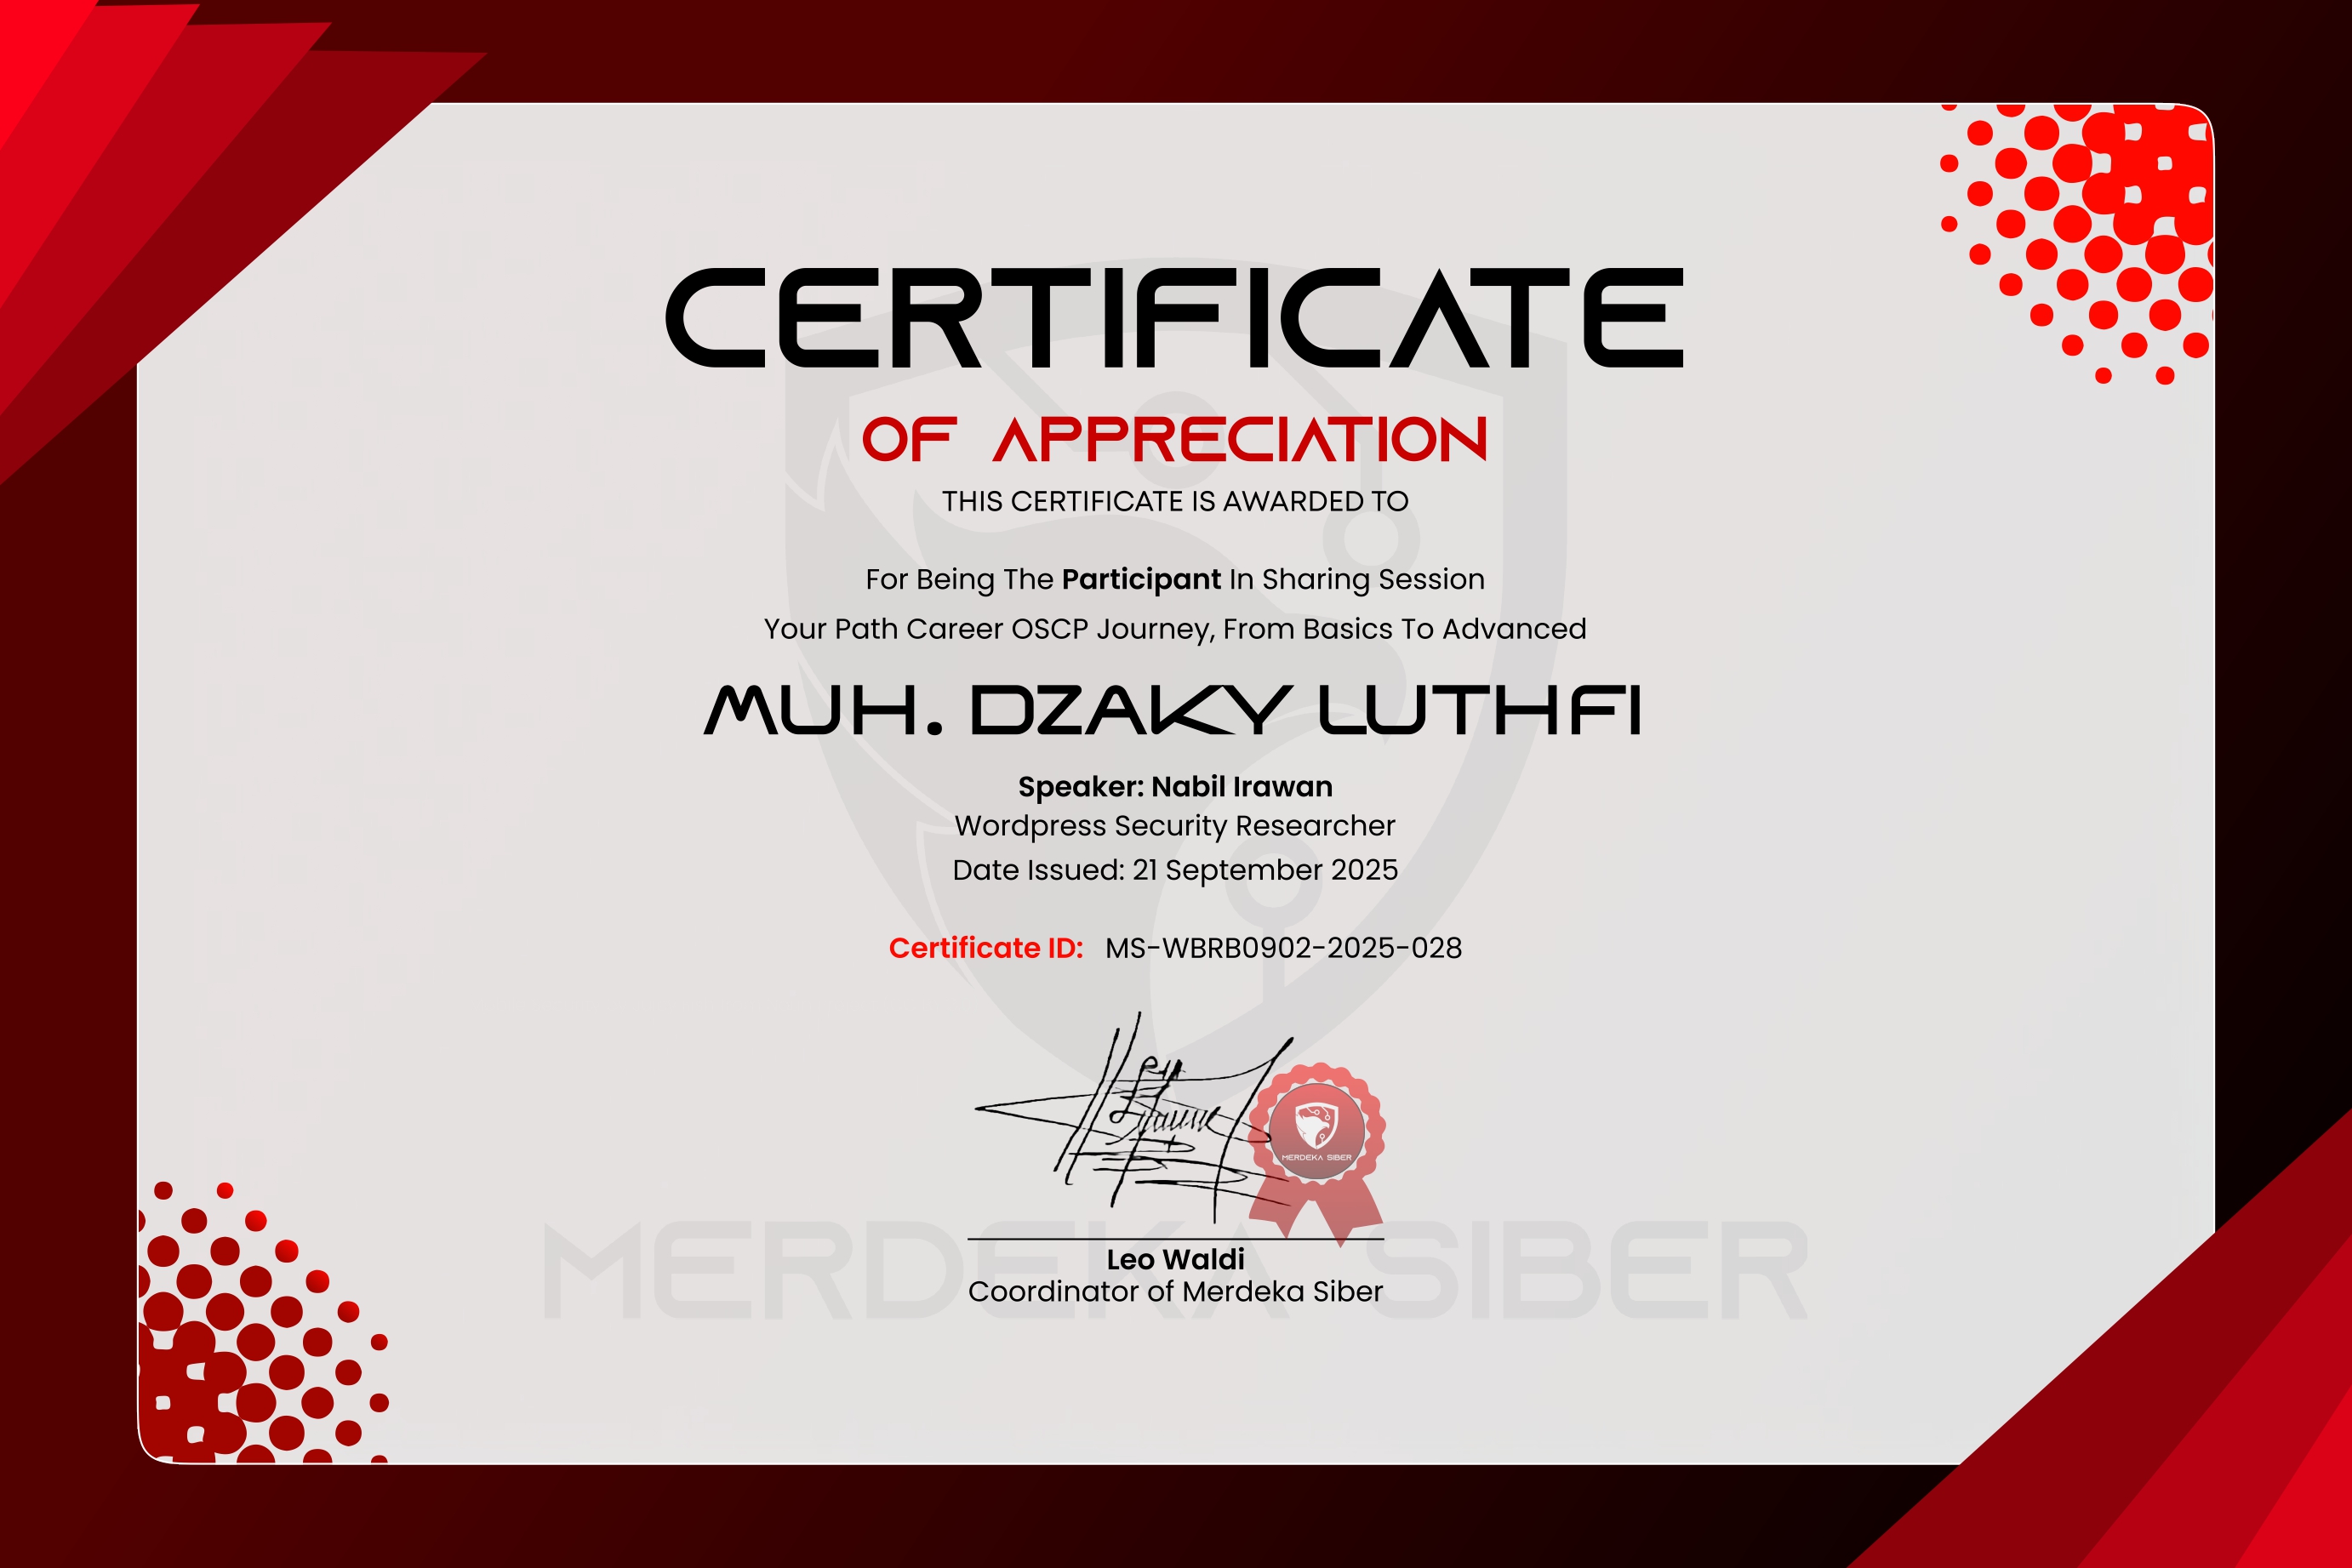 CERTIFICATE
OF APPRECIATION
THIS CERTIFICATE IS AWARDED TO
For Being The Participant In Sharing Session
Your Path Career OSCP Journey, From Basics To Advanced
MUH. DZAKY LUTHFI
Speaker: Nabil Irawan
Wordpress Security Researcher
Date Issued: 21 September 2025
Certificate ID: MS-WBRB0902-2025-028
MERDEKA SIBER
MERDEKA SIBER
Leo Waldi
Coordinator of Merdeka Siber